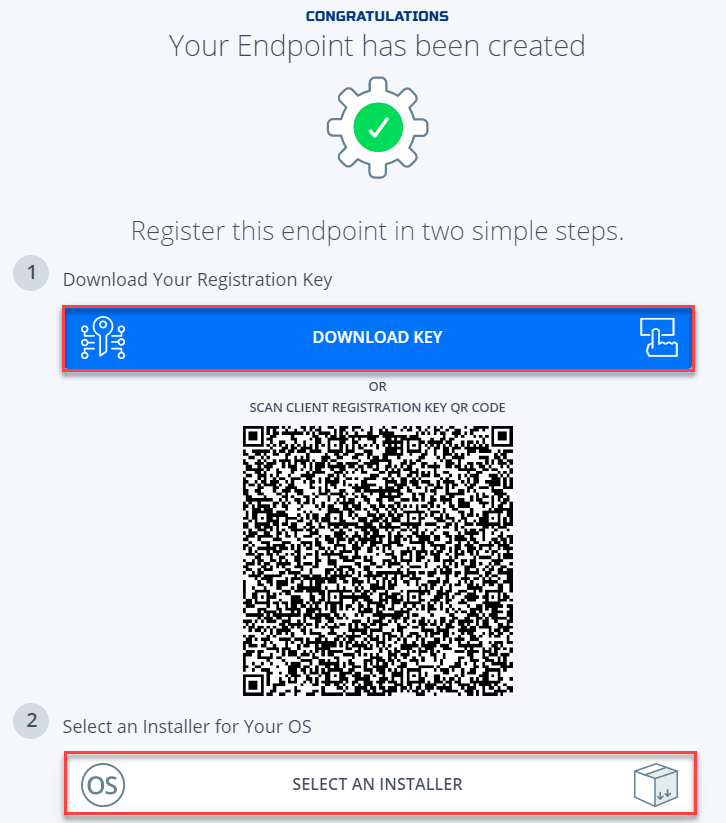 CONGRATULATIONS
Your Endpoint has been created
Register this endpoint in two simple steps.
1
Download Your Registration Key
DOWNLOAD KEY
OR
SCAN CLIENT REGISTRATION KEY QR CODE
2
Select an Installer for Your OS
OS
SELECT AN INSTALLER